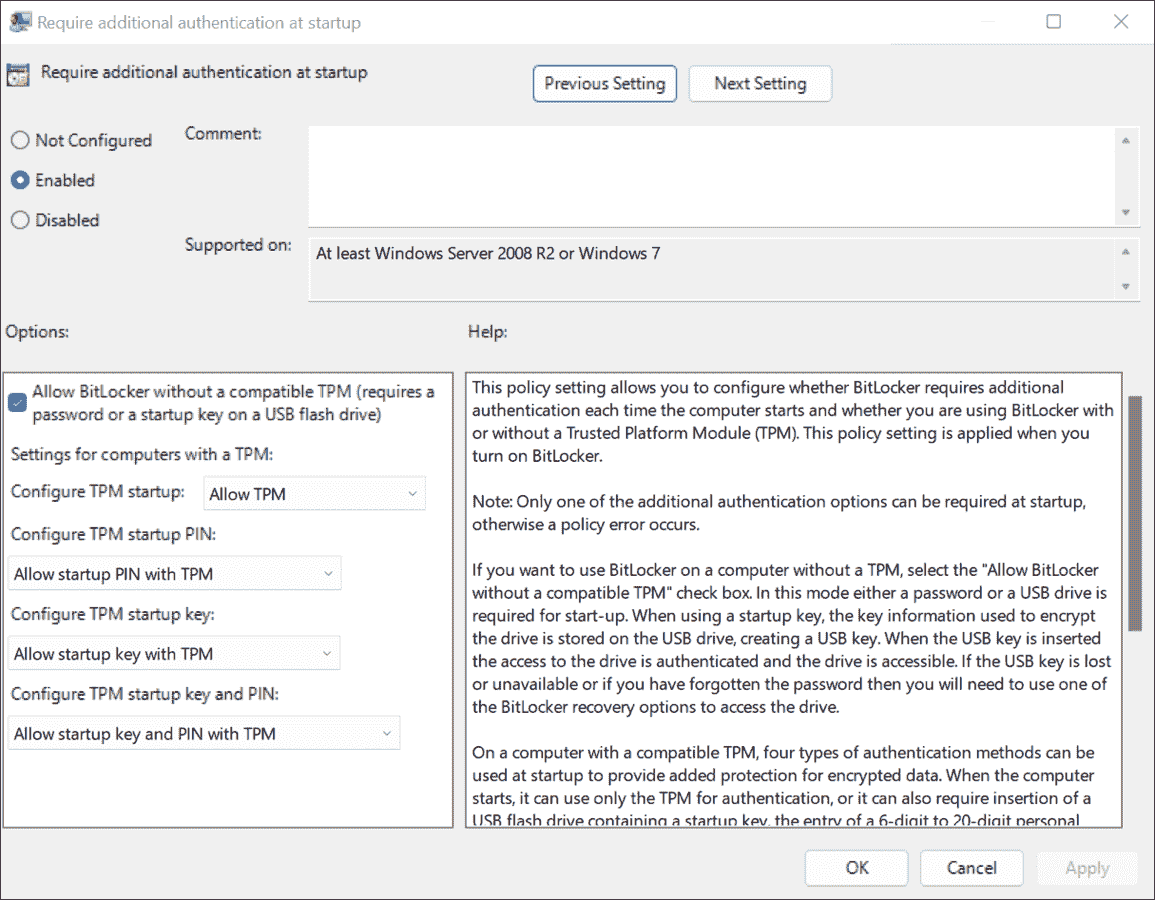 Require additional authentication at startup
Require additional authentication at startup
Previous Setting
Next Setting
Not Configured
Enabled
Disabled
Comment:
Supported on:
At least Windows Server 2008 R2 or Windows 7
Options:
Help:
Allow BitLocker without a compatible TPM (requires a
password or a startup key on a USB flash drive)
Settings for computers with a TPM:
Configure TPM startup:
Allow TPM
Configure TPM startup PIN:
Allow startup PIN with TPM
Configure TPM startup key:
Allow startup key with TPM
Configure TPM startup key and PIN:
Allow startup key and PIN with TPM
This policy setting allows you to configure whether BitLocker requires additional
authentication each time the computer starts and whether you are using BitLocker with
or without a Trusted Platform Module (TPM). This policy setting is applied when you
turn on BitLocker.
Note: Only one of the additional authentication options can be required at startup,
otherwise a policy error occurs.
If you want to use BitLocker on a computer without a TPM, select the "Allow BitLocker
without a compatible TPM" check box. In this mode either a password or a USB drive is
required for start-up. When using a startup key, the key information used to encrypt
the drive is stored on the USB drive, creating a USB key. When the USB key is inserted
the access to the drive is authenticated and the drive is accessible. If the USB key is lost
or unavailable or if you have forgotten the password then you will need to use one of
the BitLocker recovery options to access the drive.
On a computer with a compatible TPM, four types of authentication methods can be
used at startup to provide added protection for encrypted data. When the computer
starts, it can use only the TPM for authentication, or it can also require insertion of a
USB flash drive containing a startup key, the entry of a 6-digit to 20-digit personal
OK
Cancel
Apply